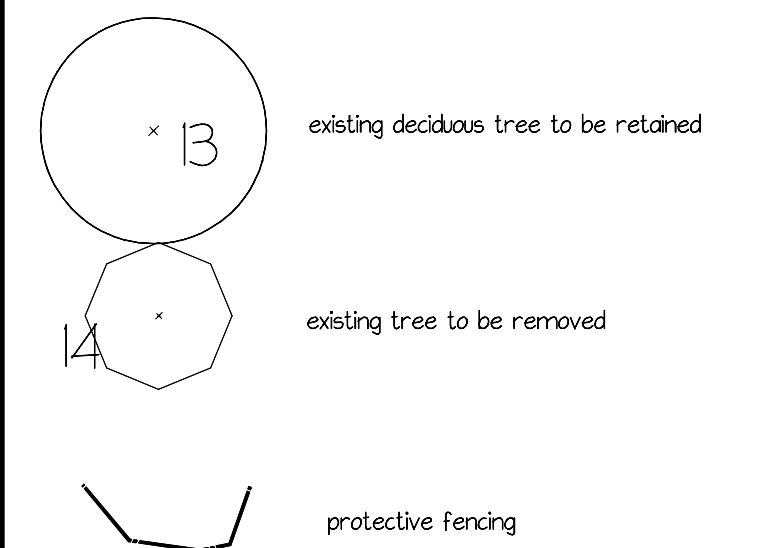 13
existing deciduous tree to be retained
14
existing tree to be removed
protective fencing